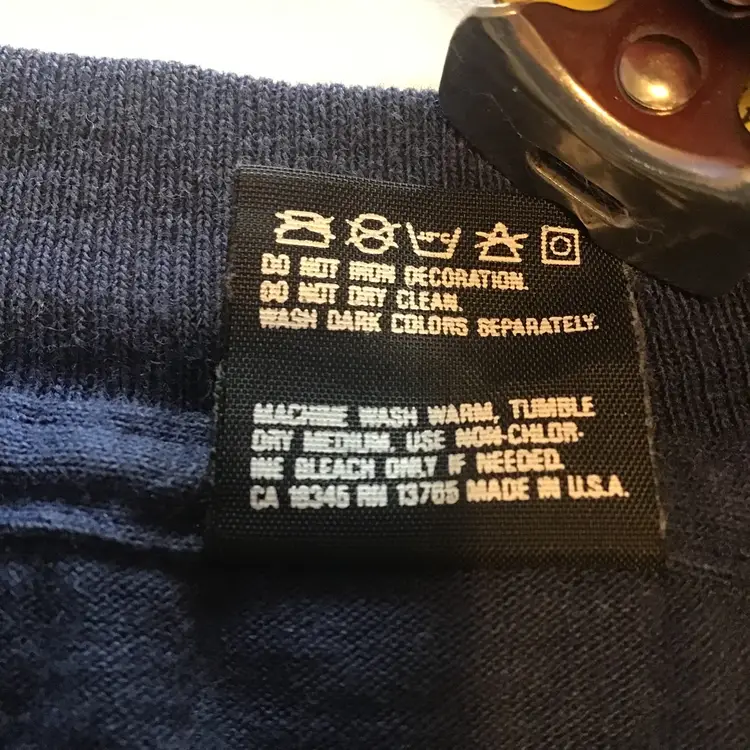 DO NOT IRON DECORATION.
DO NOT DRY CLEAN.
WASH DARK COLORS SEPARATELY.
MACHINE WASH WARM, TUMBLE
DRY MEDIUM, USE NON-CHLOR-
INE BLEACH ONLY IF NEEDED.
CA 19345 RN 13765 MADE IN U.S.A.